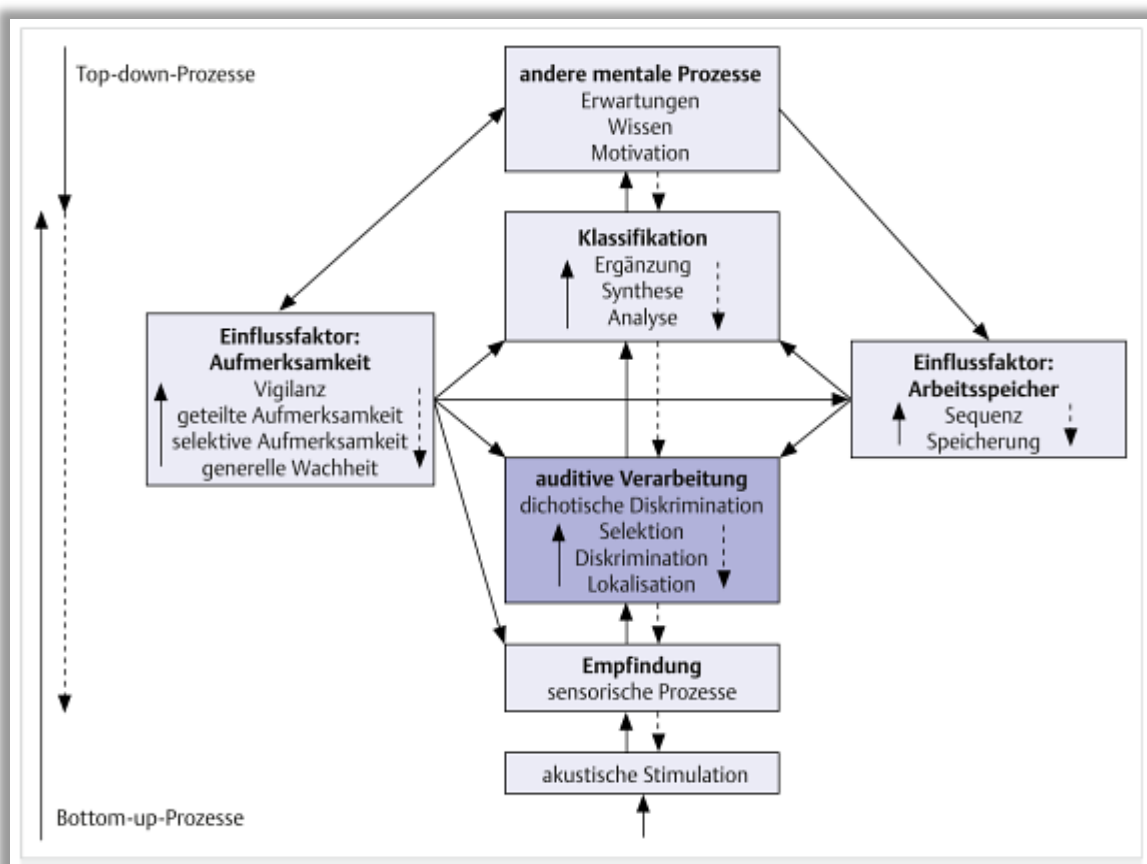 Top-down-Prozesse
andere mentale Prozesse
Erwartungen
Wissen
Motivation
Klassifikation
Ergänzung
Synthese
Analyse
Einflussfaktor:
Aufmerksamkeit
Vigilanz
geteilte Aufmerksamkeit
selektive Aufmerksamkeit
generelle Wachheit
Einflussfaktor:
Arbeitsspeicher
Sequenz
Speicherung
auditive Verarbeitung
dichotische Diskrimination
Selektion
Diskrimination
Lokalisation
Empfindung
sensorische Prozesse
akustische Stimulation
Bottom-up-Prozesse